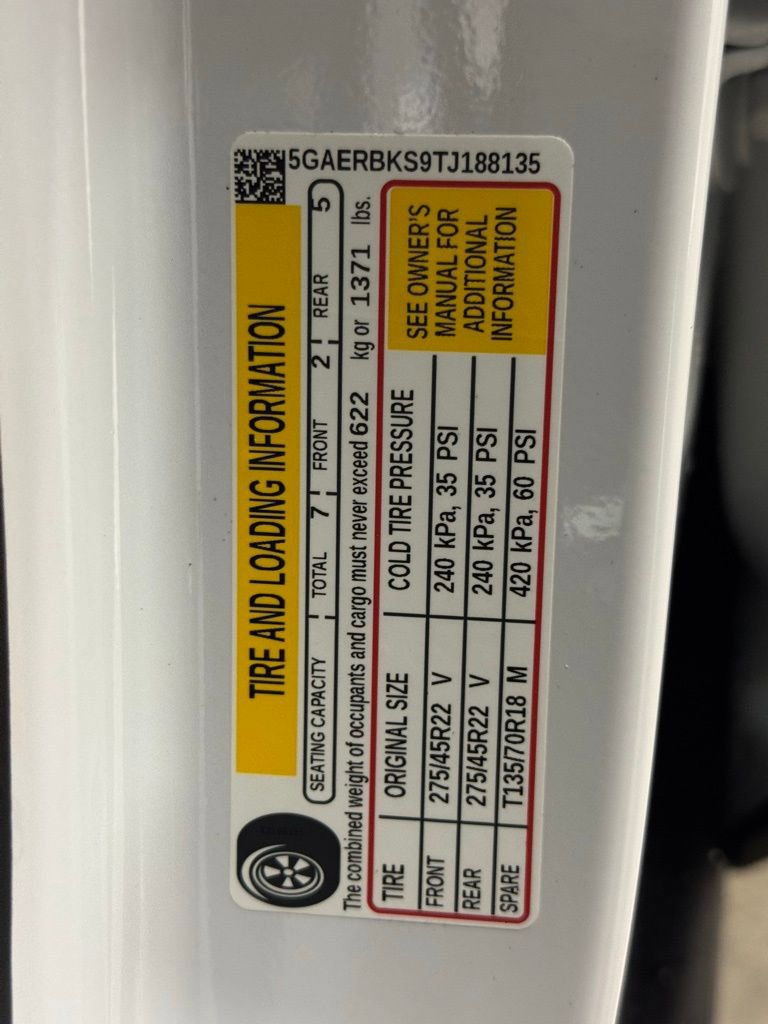 5GAERBKS9TJ188135
TIRE AND LOADING INFORMATION
SEATING CAPACITY TOTAL 7 FRONT 2 REAR 5
The combined weight of occupants and cargo must never exceed 622 kg or 1371 lbs.
TIRE ORIGINAL SIZE COLD TIRE PRESSURE
FRONT 275/45R22 V 240 kPa, 35 PSI
REAR 275/45R22 V 240 kPa, 35 PSI
SPARE T135/70R18 M 420 kPa, 60 PSI
SEE OWNER'S
MANUAL FOR
ADDITIONAL
INFORMATION